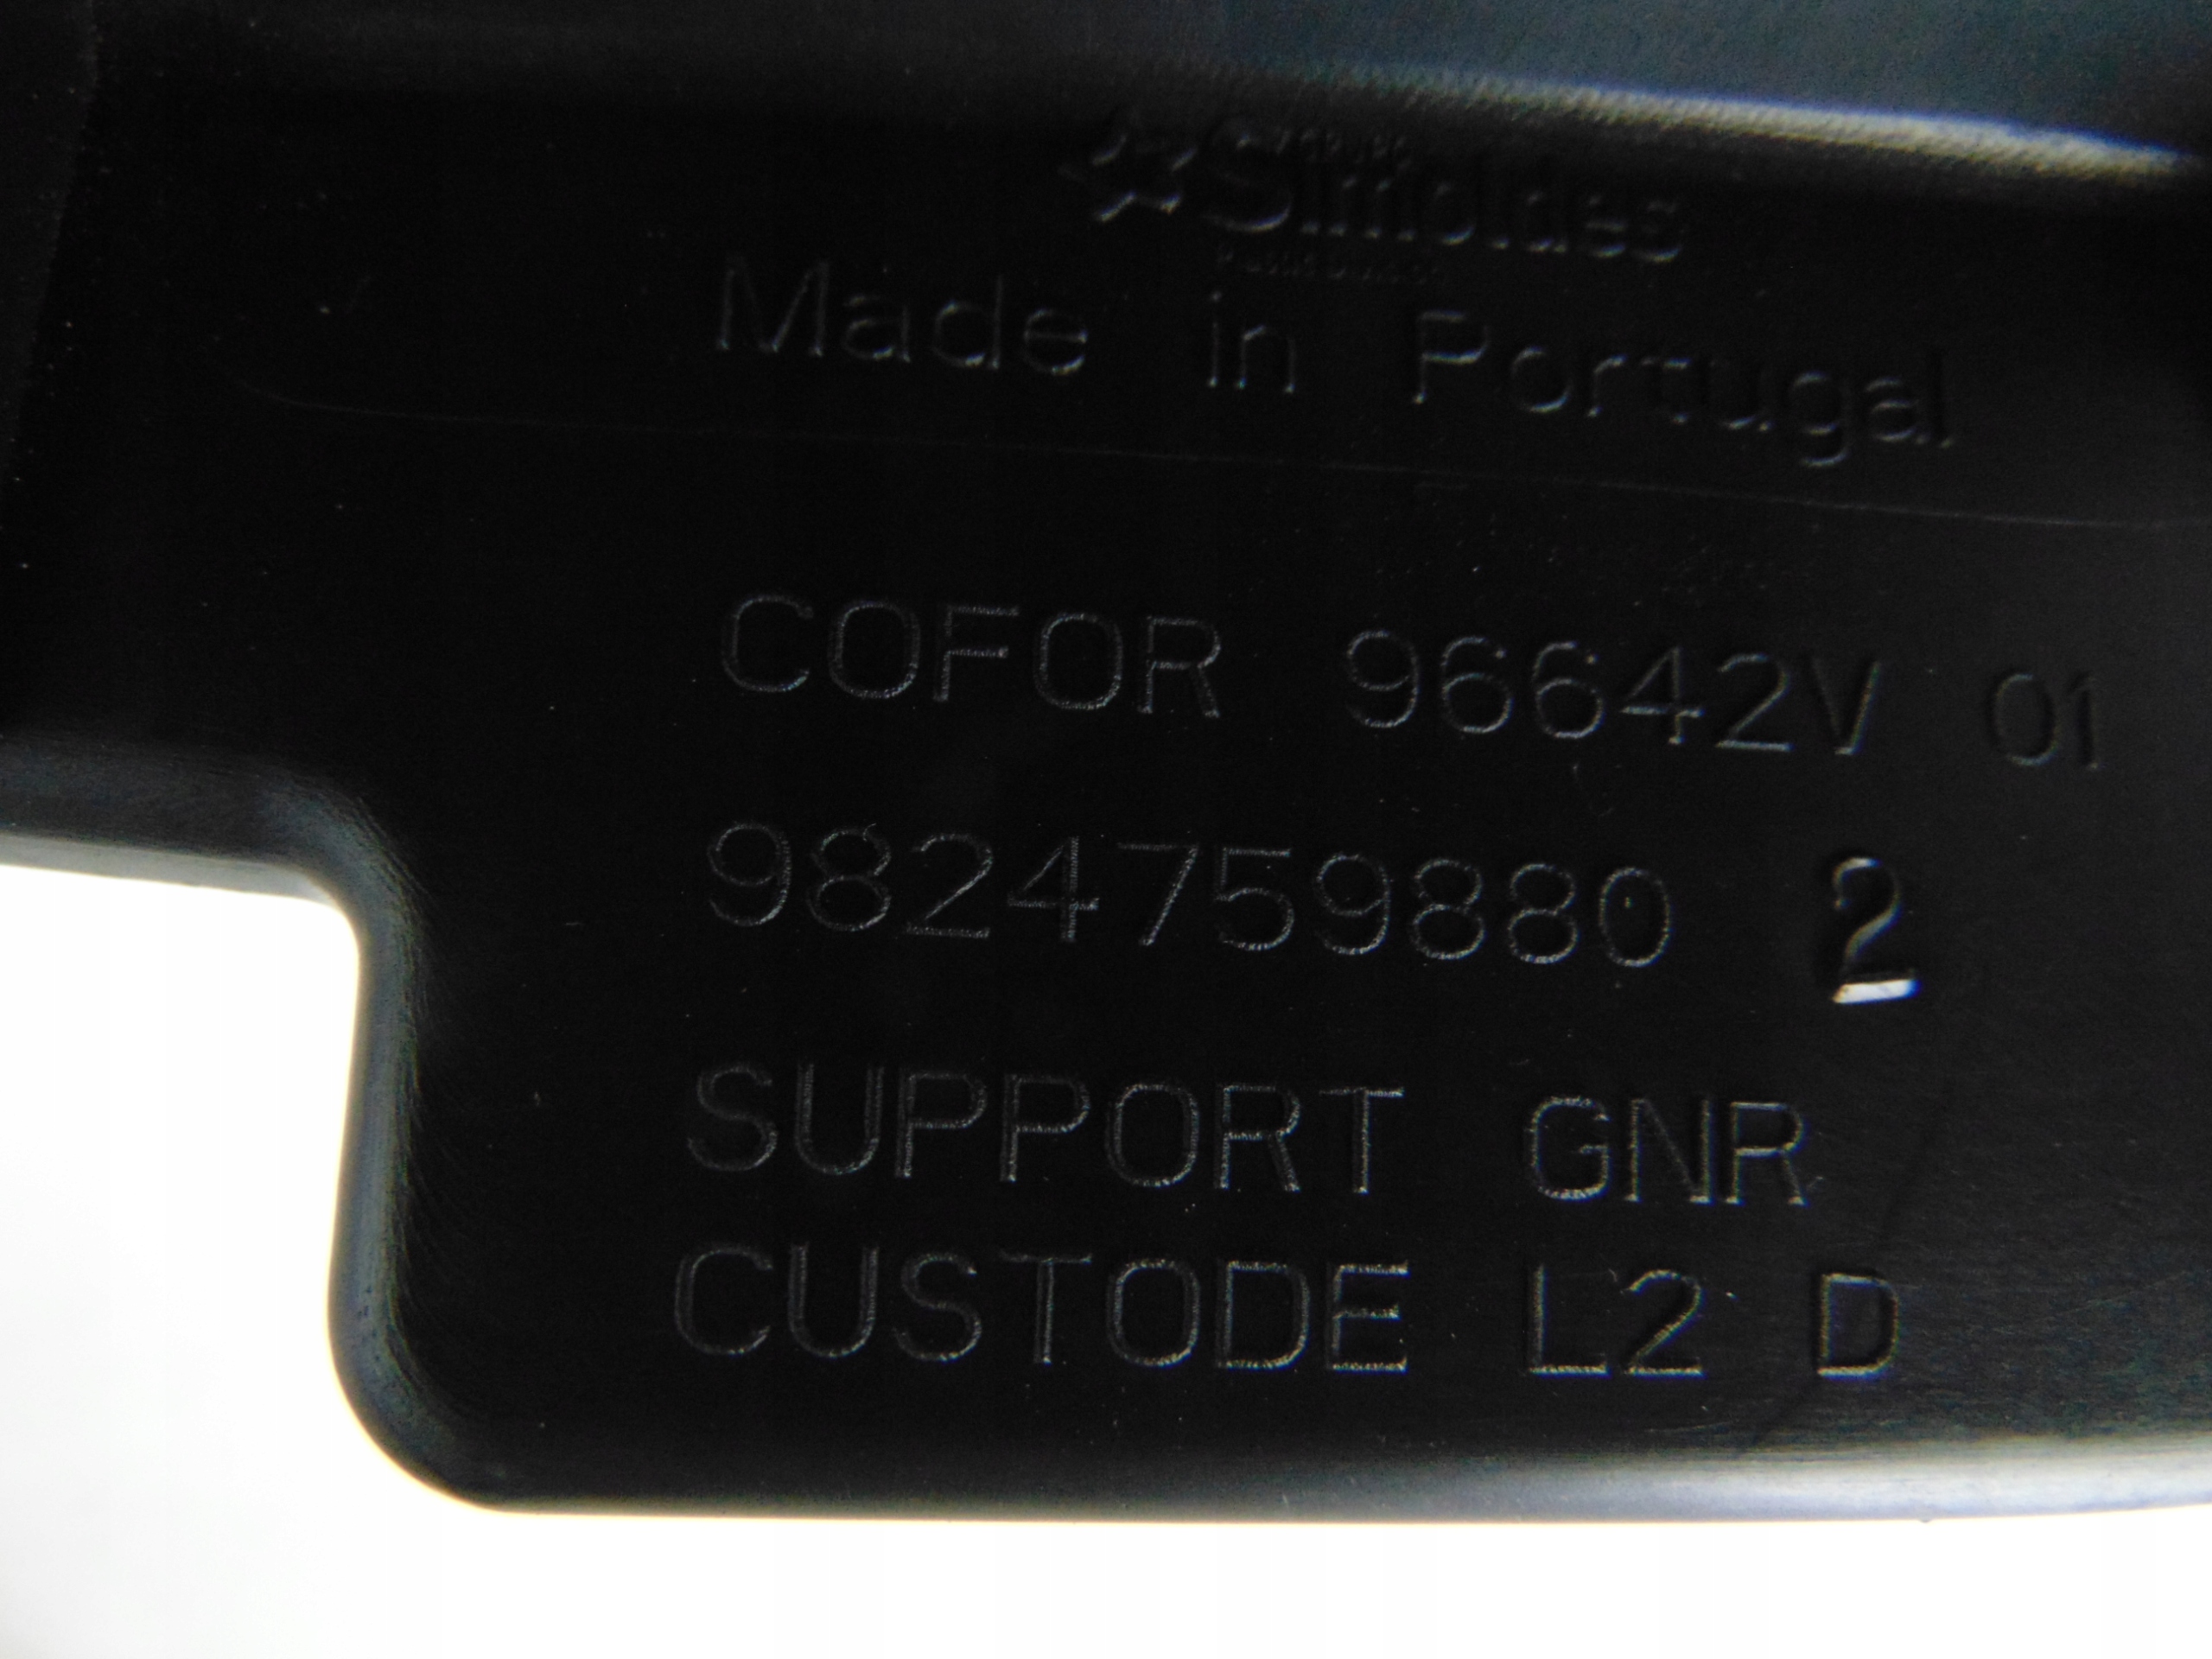 Simoldes
Made in Portugal
COFOR 96642V 01
9824759880 2
SUPPORT GNR
CUSTODE L2 D